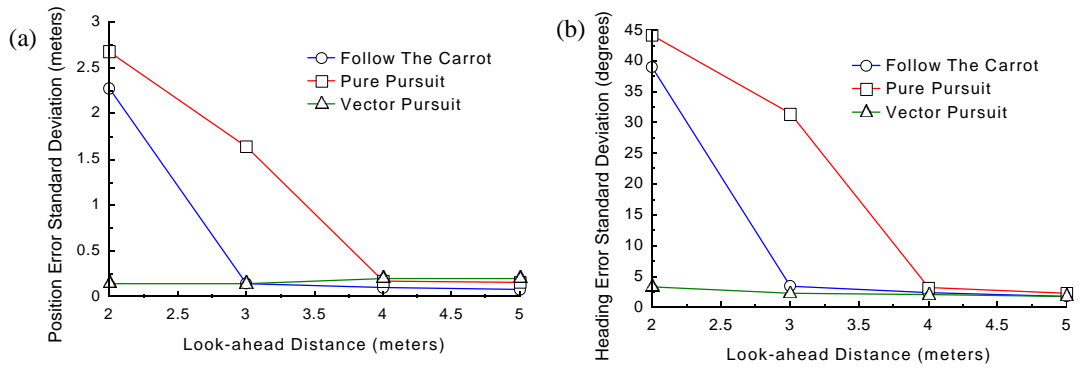 (a)
Position Error Standard Deviation (meters)
3
2.5
2
1.5
1
0.5
0
Follow The Carrot
Pure Pursuit
Vector Pursuit
2 2.5 3 3.5 4 4.5 5
Look-ahead Distance (meters)
(b)
Heading Error Standard Deviation (degrees)
45
40
35
30
25
20
15
10
5
0
Follow The Carrot
Pure Pursuit
Vector Pursuit
2 2.5 3 3.5 4 4.5 5
Look-ahead Distance (meters)